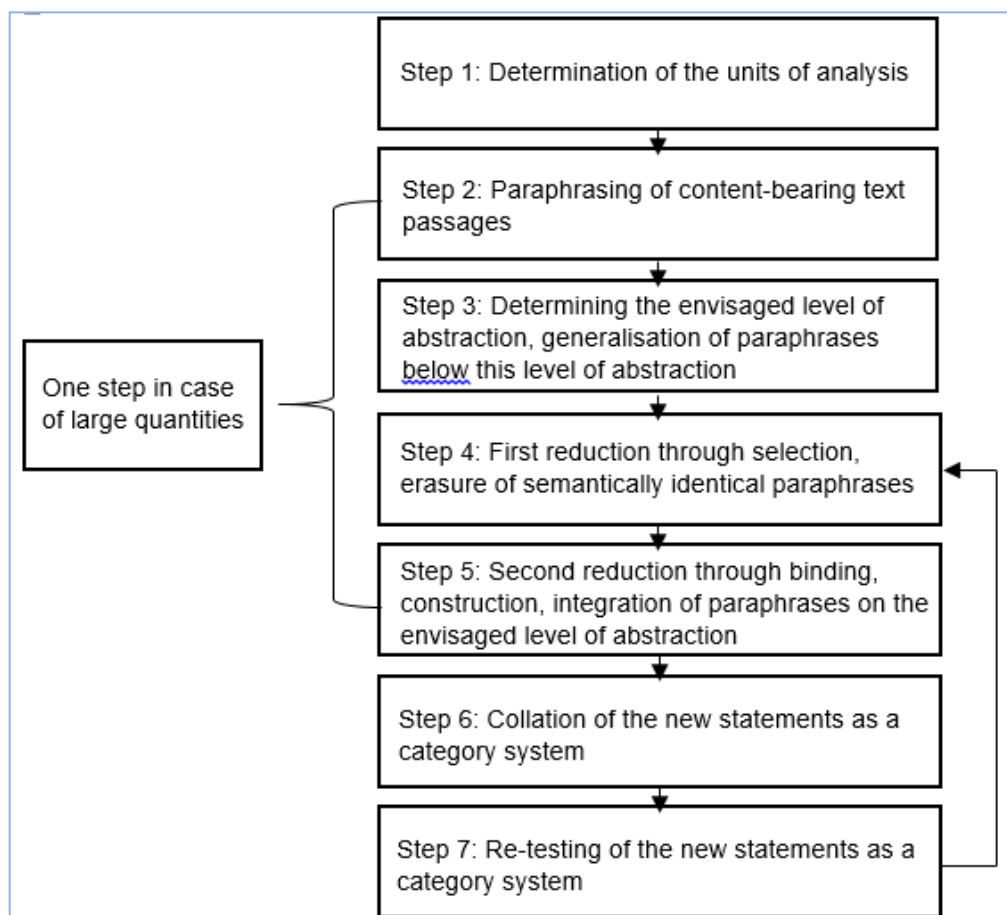 Step 1: Determination of the units of analysis
Step 2: Paraphrasing of content-bearing text
passages
Step 3: Determining the envisaged level of
abstraction, generalisation of paraphrases
below this level of abstraction
One step in case
of large quantities
Step 4: First reduction through selection,
erasure of semantically identical paraphrases
Step 5: Second reduction through binding,
construction, integration of paraphrases on the
envisaged level of abstraction
Step 6: Collation of the new statements as a
category system
Step 7: Re-testing of the new statements as a
category system